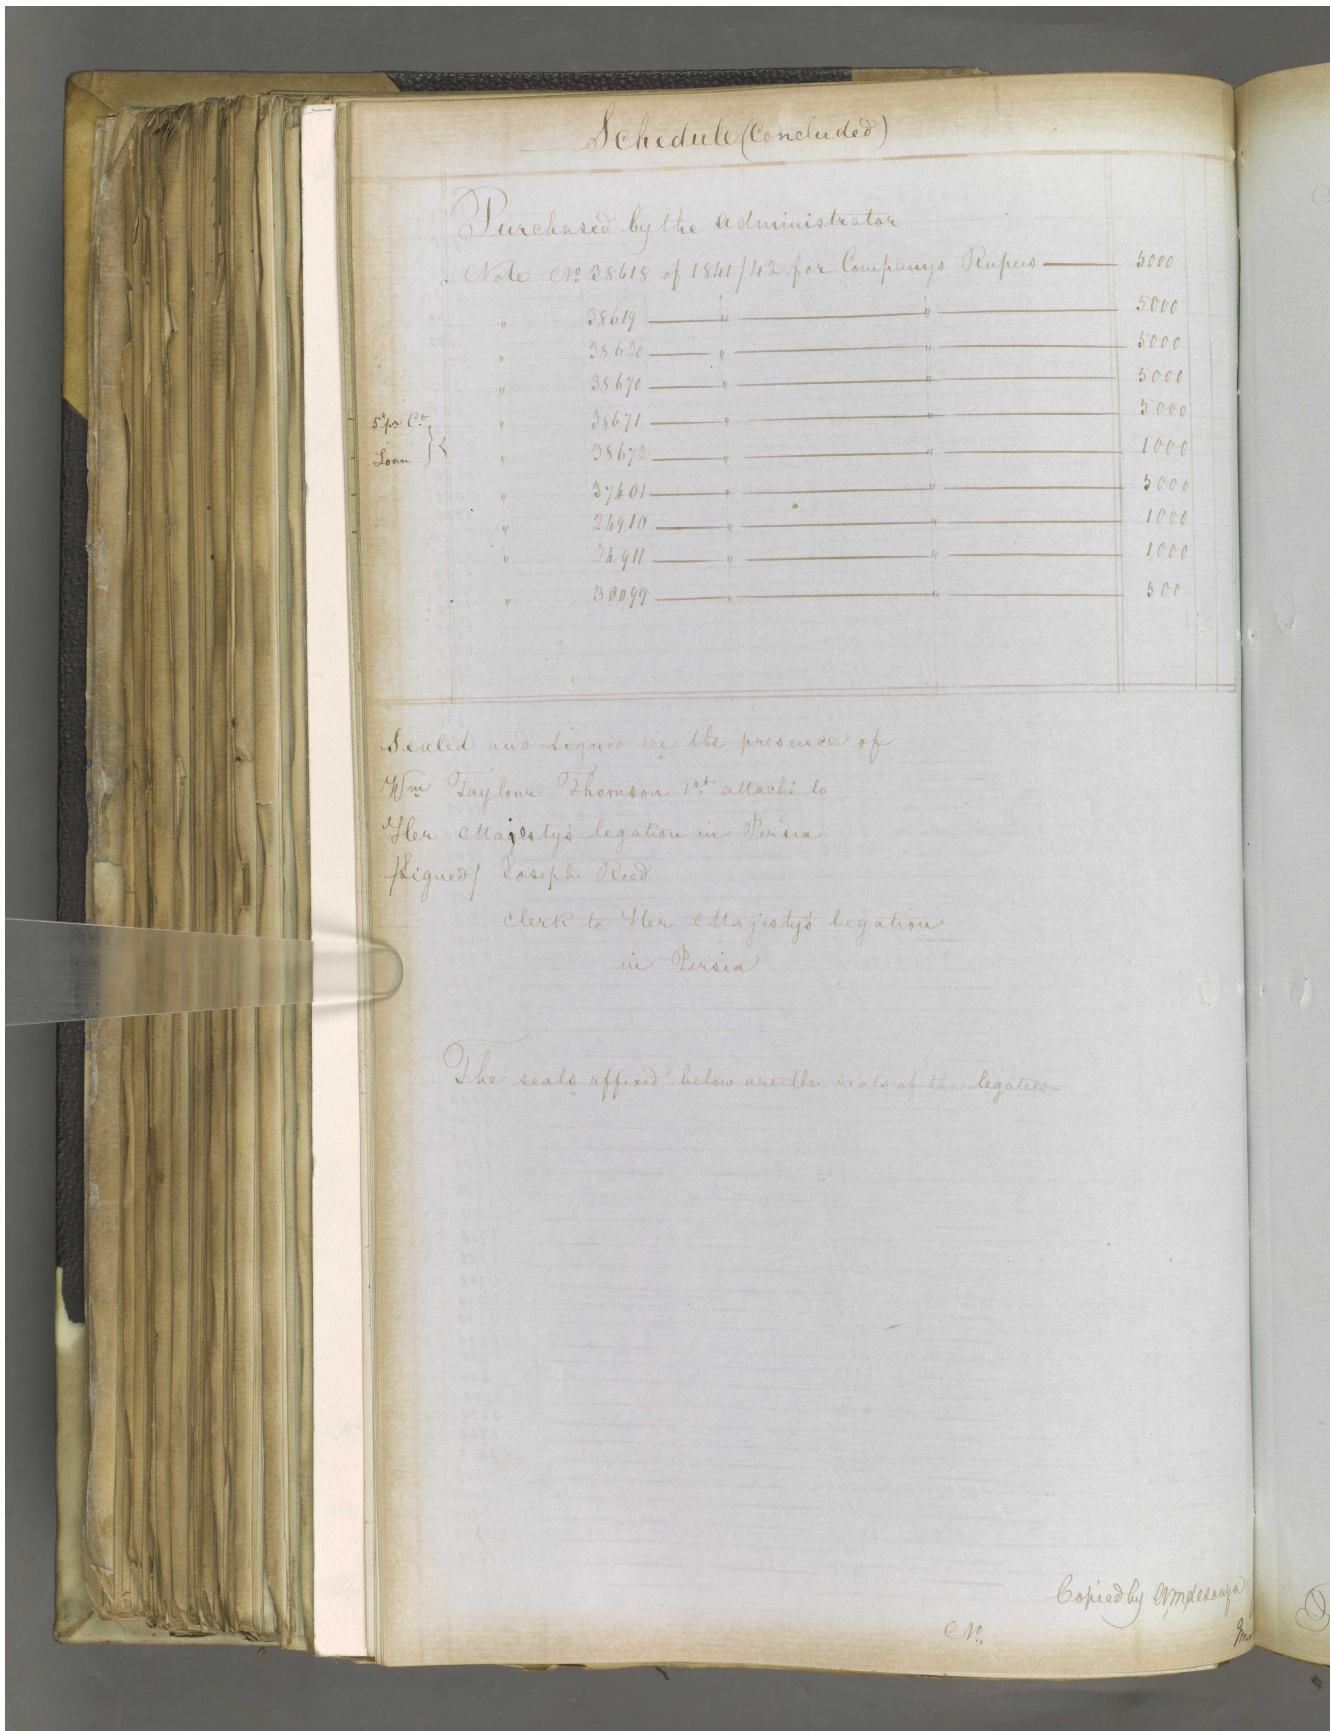 Schedule (Concluded)
Purchased by the administrator
Note No. 38618 of 1841/42 for Companys Rupees — 5000
" 38619 — " — " — 5000
" 38620 — " — " — 5000
" 38670 — " — " — 5000
" 38671 — " — " — 5000
5 pr Ct
Loan
" 38672 — " — " — 1000
" 37401 — " — " — 5000
" 24910 — " — " — 1000
" 24911 — " — " — 1000
" 30099 — " — " — 500
Sealed and signed in the presence of
Wm Taylour Thomson 1st attaché to
Her Majesty's legation in Persia
/Signed/ Joseph Reed
Clerk to Her Majesty's legation
in Persia
The seals affixed below are the seals of the legatees
Copied by
No.